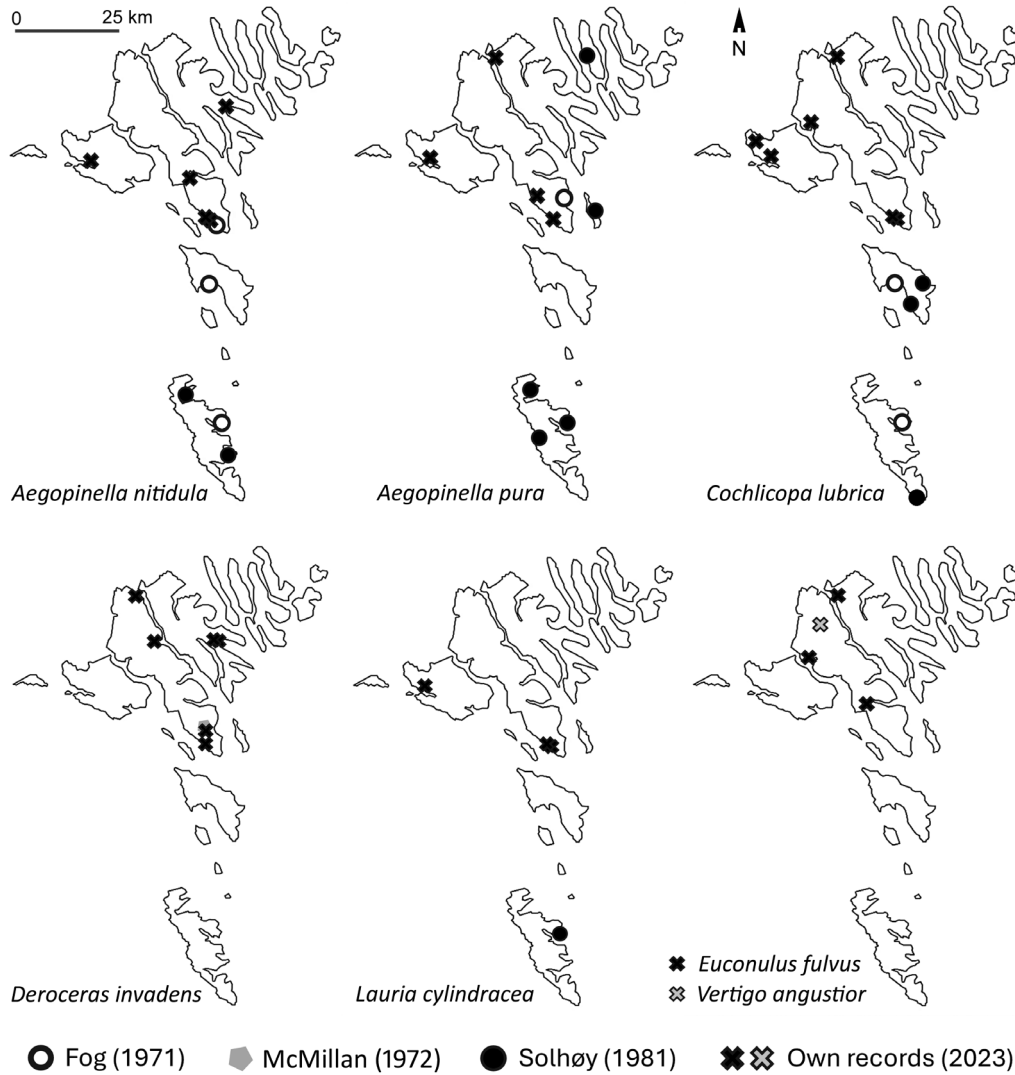 0 25 km
N
Aegopinella nitidula
Aegopinella pura
Cochlicopa lubrica
Deroceras invadens
Lauria cylindracea
Euconulus fulvus
Vertigo angustior
Fog (1971) McMillan (1972) Solhøy (1981) Own records (2023)